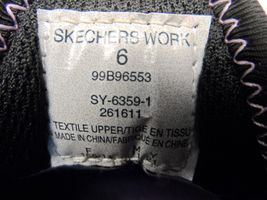 SKECHERS WORK
6
99B96553
SY-6359-1
261611
TEXTILE UPPER/TIGE EN TISSU
MADE IN CHINA/FABRIQUÉ EN CHINE